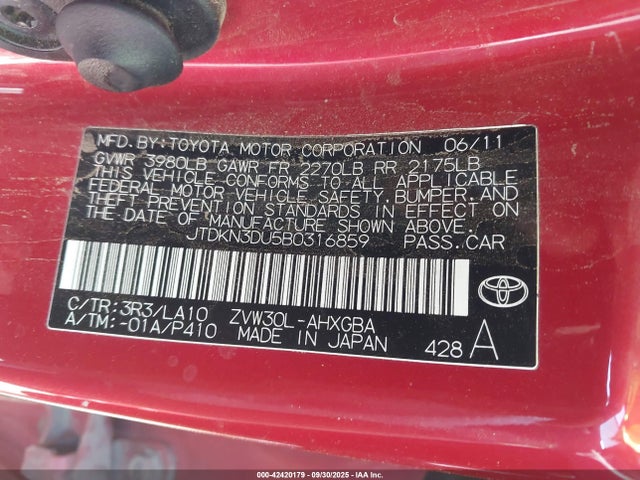 MFD. BY: TOYOTA MOTOR CORPORATION 06/11
GVWR 3980LB GAWR FR 2270LB RR 2175LB
THIS VEHICLE CONFORMS TO ALL APPLICABLE
FEDERAL MOTOR VEHICLE SAFETY, BUMPER, AND
THEFT PREVENTION STANDARDS IN EFFECT ON
THE DATE OF MANUFACTURE SHOWN ABOVE.
JTDKN3DU5B0316859 PASS.CAR
C/TR:3R3/LA10 ZVW30L-AHXGBA
A/TM:-01A/P410 MADE IN JAPAN 428 A
000-42420179 - 09/30/2025 - IAA Inc.